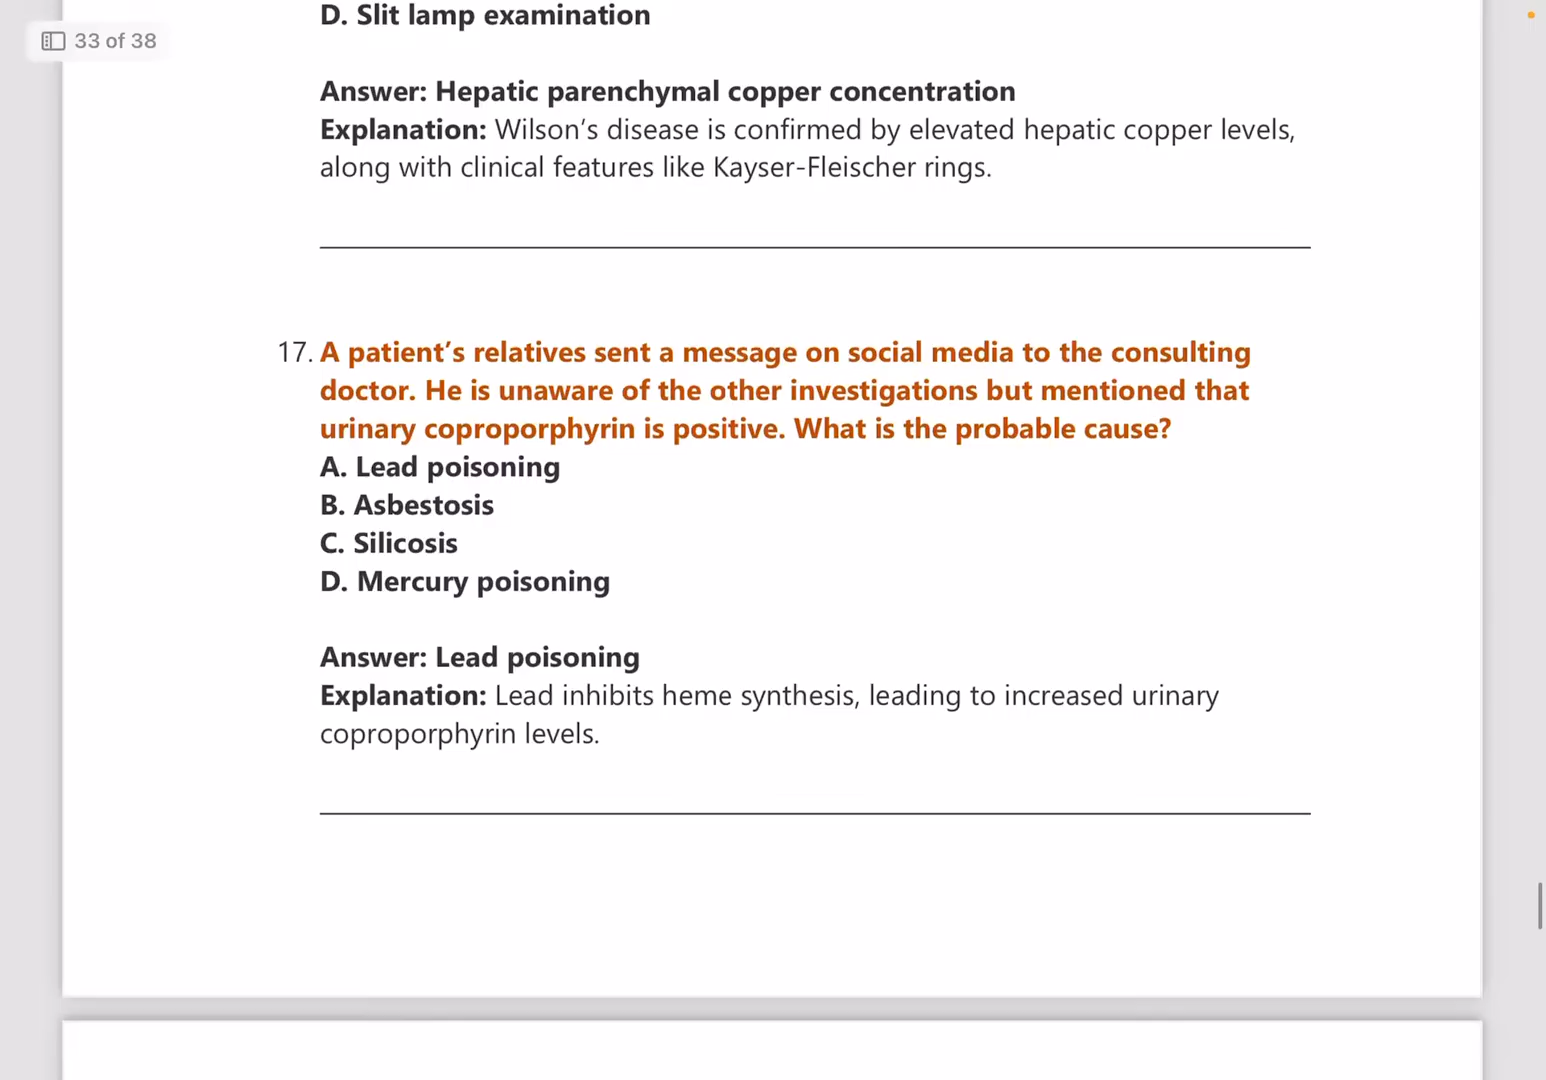 D. Slit lamp examination
33 of 38
Answer: Hepatic parenchymal copper concentration
Explanation: Wilson’s disease is confirmed by elevated hepatic copper levels,
along with clinical features like Kayser-Fleischer rings.
17. A patient’s relatives sent a message on social media to the consulting
doctor. He is unaware of the other investigations but mentioned that
urinary coproporphyrin is positive. What is the probable cause?
A. Lead poisoning
B. Asbestosis
C. Silicosis
D. Mercury poisoning
Answer: Lead poisoning
Explanation: Lead inhibits heme synthesis, leading to increased urinary
coproporphyrin levels.